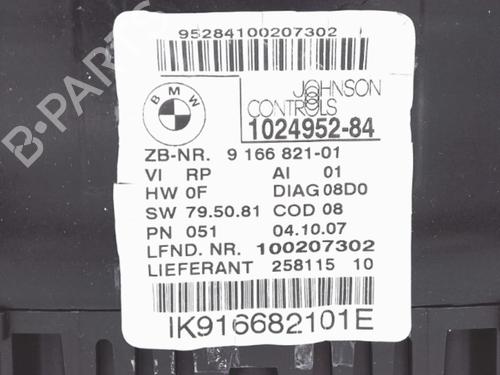 95284100207302
BMW
JOHNSON
CONTROLS
1024952-84
ZB-NR. 9 166 821-01
VI RP AI 01
HW 0F DIAG 08D0
SW 79.50.81 COD 08
PN 051 04.10.07
LFND. NR. 100207302
LIEFERANT 258115 10
IK916682101E